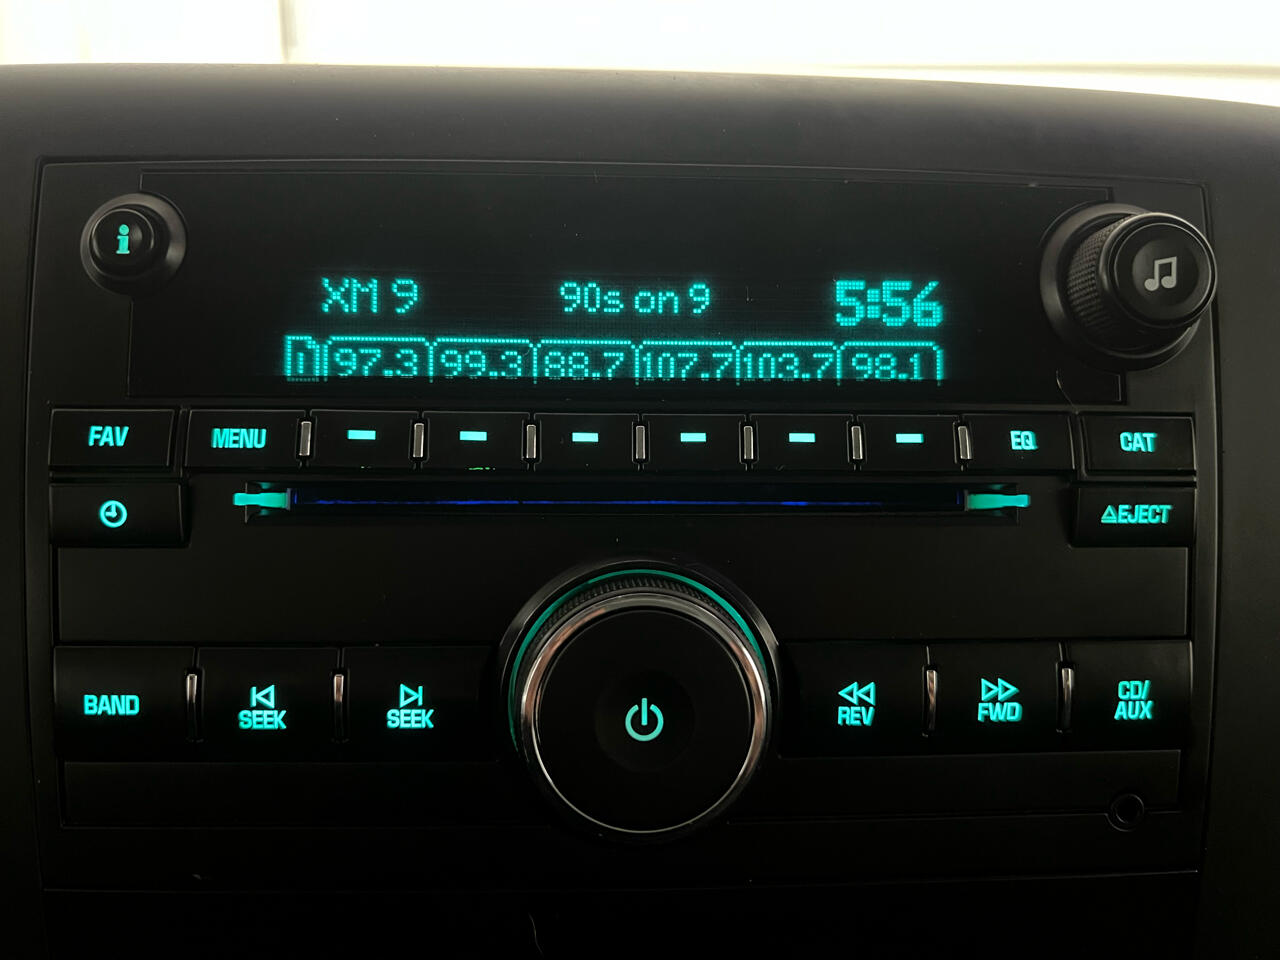 i
XM 9 90s on 9 5:56
1 97.3 99.3 88.7 107.7 103.7 98.1
FAV MENU EQ CAT
EJECT
BAND SEEK SEEK REV FWD CD/
AUX